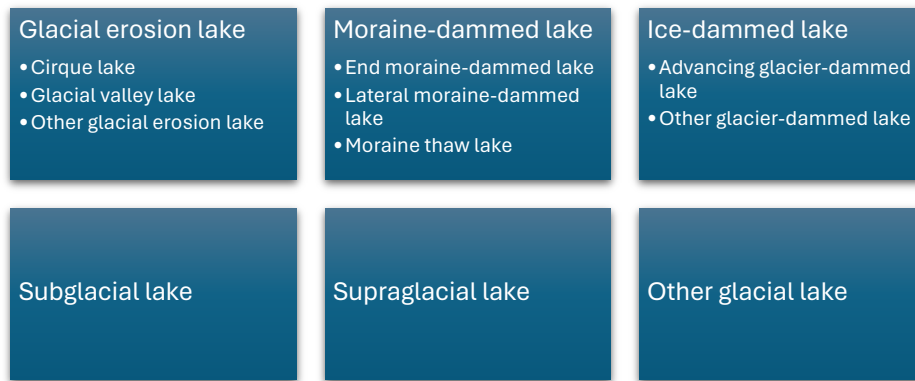 Glacial erosion lake
•Cirque lake
•Glacial valley lake
•Other glacial erosion lake
Moraine-dammed lake
•End moraine-dammed lake
•Lateral moraine-dammed
lake
•Moraine thaw lake
Ice-dammed lake
•Advancing glacier-dammed
lake
•Other glacier-dammed lake
Subglacial lake
Supraglacial lake
Other glacial lake